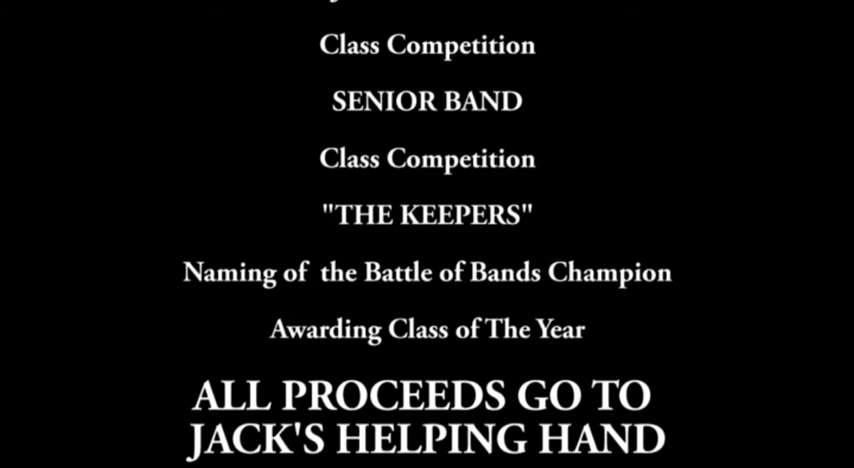 Class Competition
SENIOR BAND
Class Competition
"THE KEEPERS"
Naming of the Battle of Bands Champion
Awarding Class of The Year
ALL PROCEEDS GO TO
JACK'S HELPING HAND